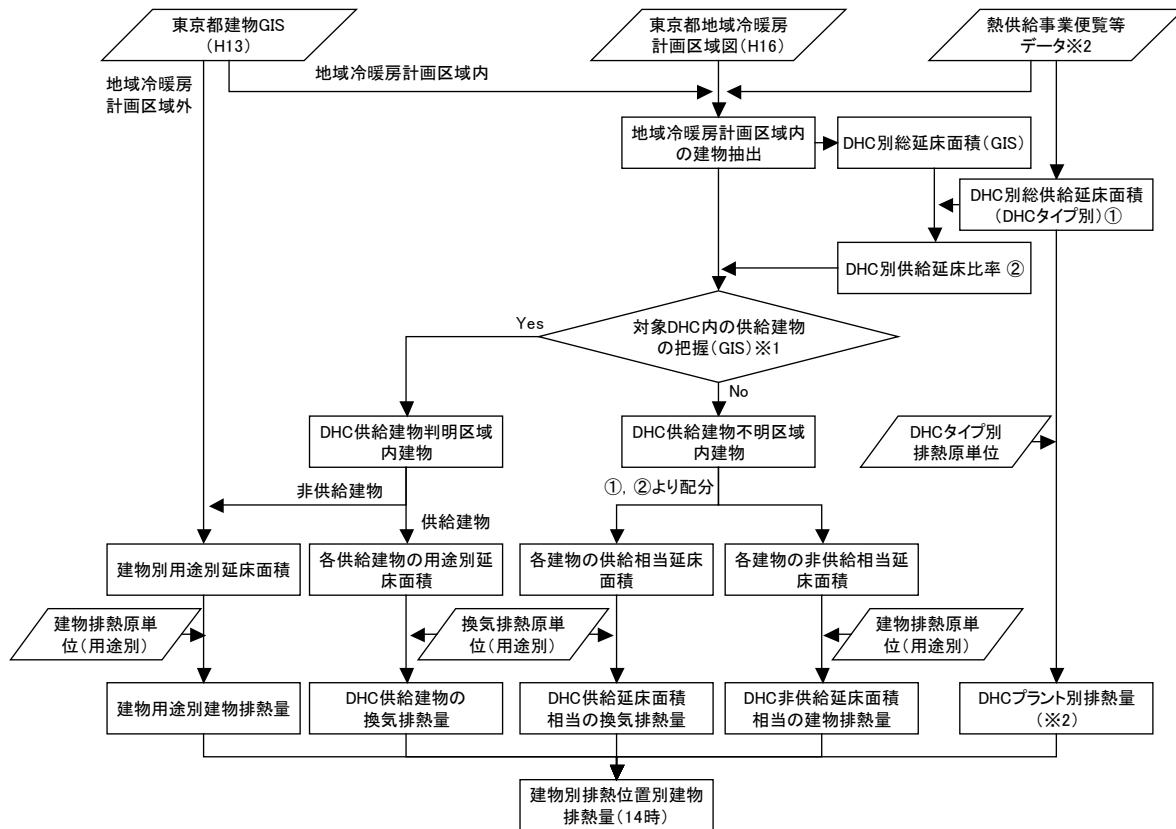 東京都建物GIS
(H13)
東京都地域冷暖房
計画区域図(H16)
熱供給事業便覧等
データ※2
地域冷暖房
計画区域外
地域冷暖房計画区域内
地域冷暖房計画区域内
の建物抽出
DHC別総延床面積(GIS)
DHC別総供給延床面積
(DHCタイプ別)①
DHC別供給延床比率 ②
Yes
対象DHC内の供給建物
の把握(GIS)※1
No
DHC供給建物判明区域
内建物
DHC供給建物不明区域
内建物
DHCタイプ別
排熱原単位
非供給建物
①, ②より配分
供給建物
建物別用途別延床面積
各供給建物の用途別延
床面積
各建物の供給相当延床
面積
各建物の非供給相当延
床面積
建物排熱原単
位(用途別)
換気排熱原単
位(用途別)
建物排熱原単
位(用途別)
建物用途別建物排熱量
DHC供給建物の
換気排熱量
DHC供給延床面積
相当の換気排熱量
DHC非供給延床面積
相当の建物排熱量
DHCプラント別排熱量
(※2)
建物別排熱位置別建物
排熱量(14時)